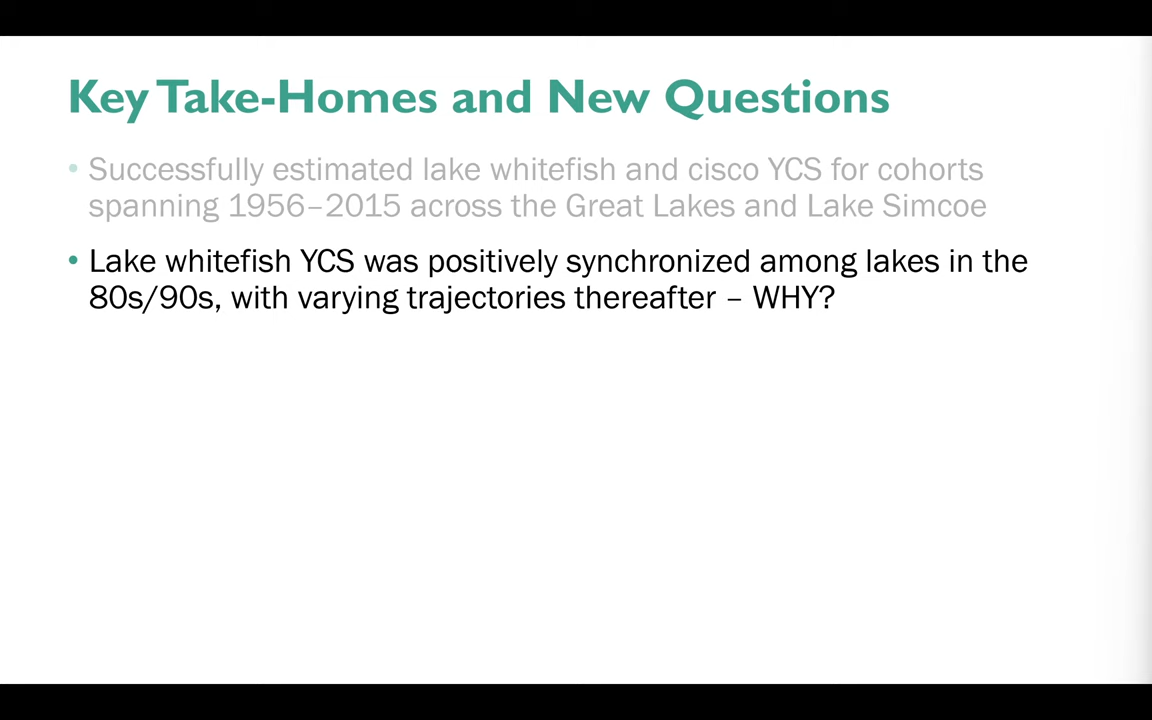 Key Take-Homes and New Questions
• Successfully estimated lake whitefish and cisco YCS for cohorts
spanning 1956–2015 across the Great Lakes and Lake Simcoe
• Lake whitefish YCS was positively synchronized among lakes in the
80s/90s, with varying trajectories thereafter – WHY?